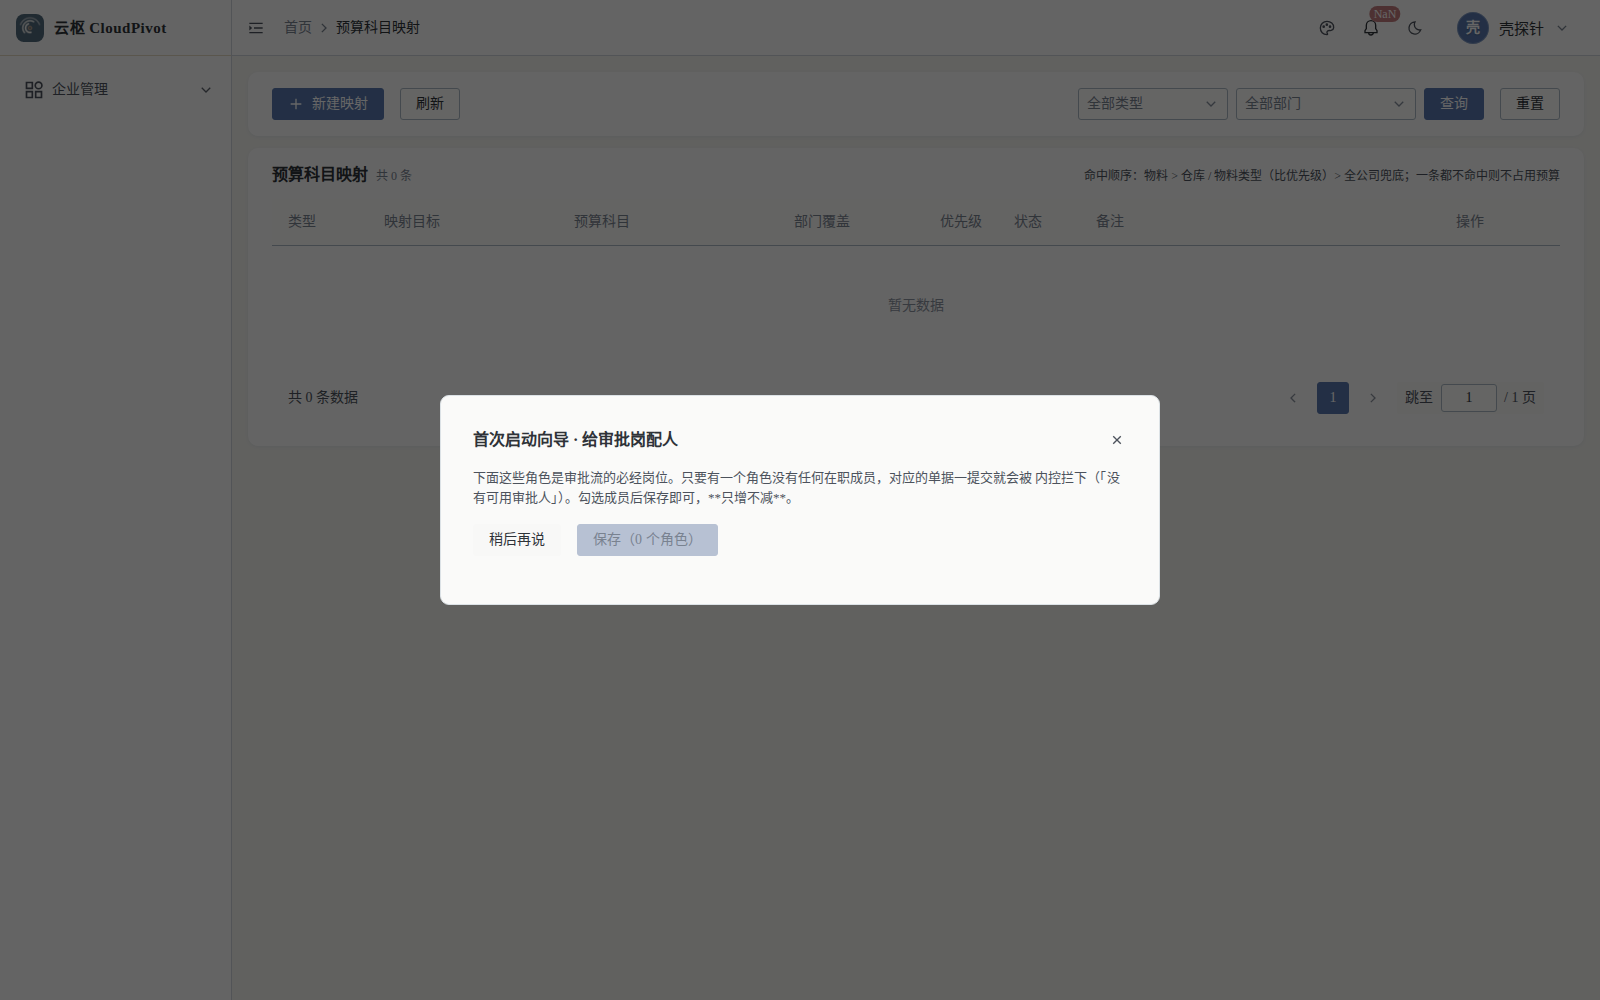 云枢 CloudPivot
首页 > 预算科目映射
NaN
壳 壳探针
企业管理
新建映射 刷新 全部类型 全部部门 查询 重置
预算科目映射 共 0 条
命中顺序：物料 > 仓库 / 物料类型（比优先级）> 全公司兜底；一条都不命中则不占用预算
类型 映射目标 预算科目 部门覆盖 优先级 状态 备注 操作
暂无数据
共 0 条数据 1 跳至 1 / 1 页
首次启动向导 · 给审批岗配人
下面这些角色是审批流的必经岗位。只要有一个角色没有任何在职成员，对应的单据一提交就会被 内控拦下（「没
有可用审批人」）。勾选成员后保存即可，**只增不减**。
稍后再说 保存（0 个角色）